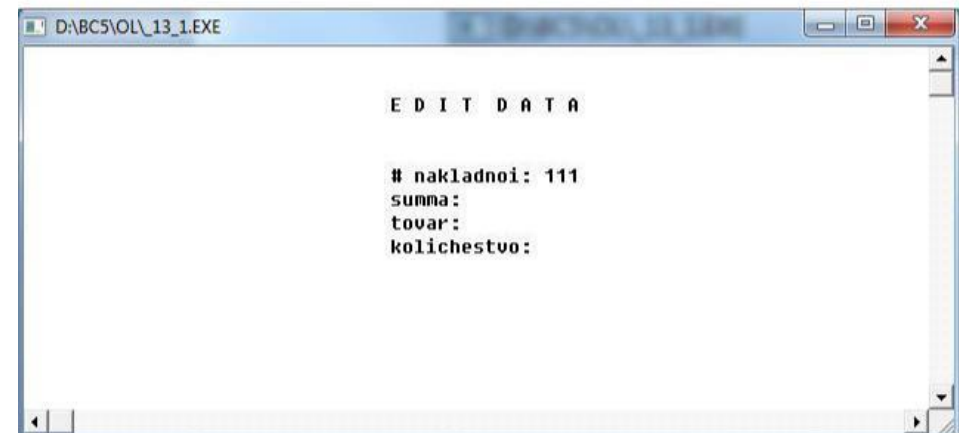 D:\BC5\OL\_13_1.EXE
E D I T  D A T A
# nakladnoi: 111
summa:
tovar:
kolichestvo: